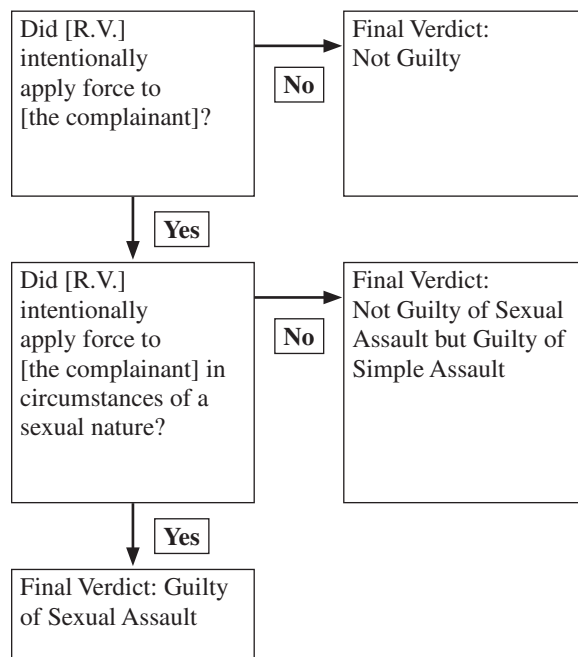 Did [R.V.]
intentionally
apply force to
[the complainant]?
No
Final Verdict:
Not Guilty
Yes
Did [R.V.]
intentionally
apply force to
[the complainant] in
circumstances of a
sexual nature?
No
Final Verdict:
Not Guilty of Sexual
Assault but Guilty of
Simple Assault
Yes
Final Verdict: Guilty
of Sexual Assault